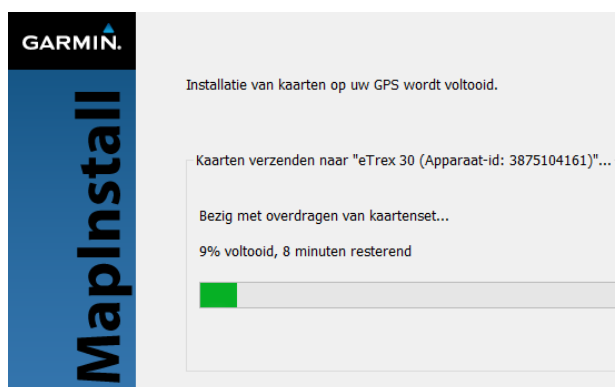 GARMIN.
MapInstall
Installatie van kaarten op uw GPS wordt voltooid.
Kaarten verzenden naar "eTrex 30 (Apparaat-id: 3875104161)"...
Bezig met overdragen van kaartenset...
9% voltooid, 8 minuten resterend